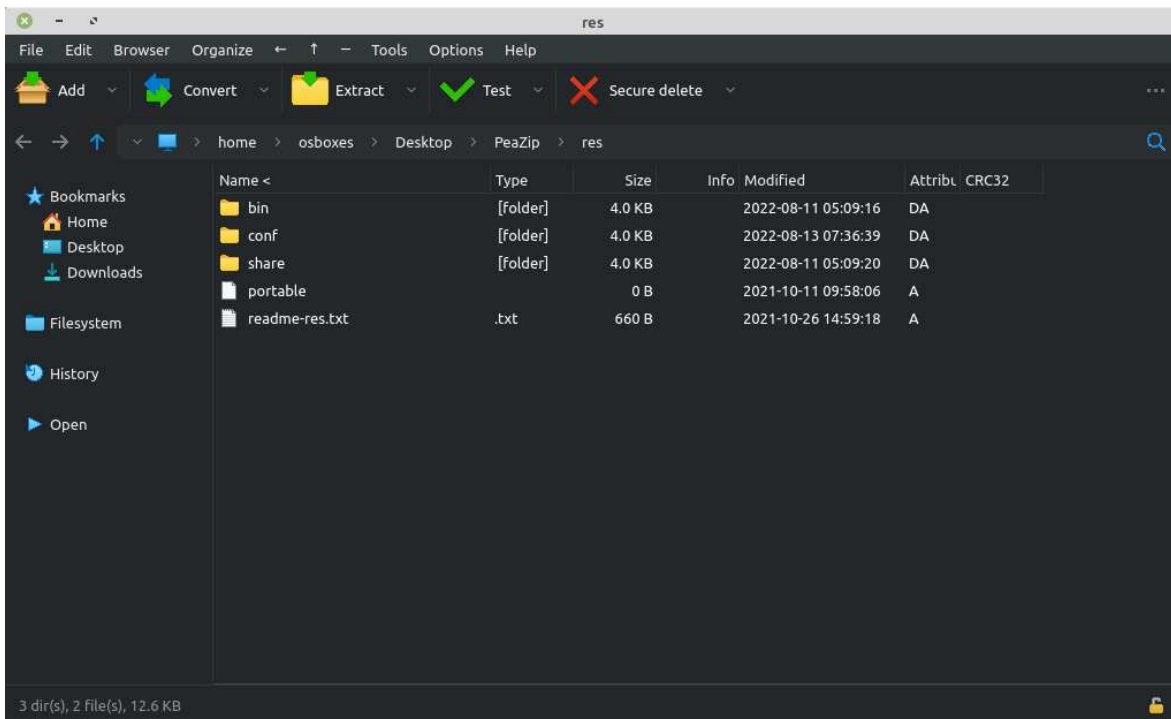 res
File Edit Browser Organize ← ↑ − Tools Options Help
Add Convert Extract Test Secure delete
home > osboxes > Desktop > PeaZip > res
Bookmarks
Home
Desktop
Downloads
Filesystem
History
Open
Name < Type Size Info Modified Attribu CRC32
bin [folder] 4.0 KB 2022-08-11 05:09:16 DA
conf [folder] 4.0 KB 2022-08-13 07:36:39 DA
share [folder] 4.0 KB 2022-08-11 05:09:20 DA
portable 0 B 2021-10-11 09:58:06 A
readme-res.txt .txt 660 B 2021-10-26 14:59:18 A
3 dir(s), 2 file(s), 12.6 KB